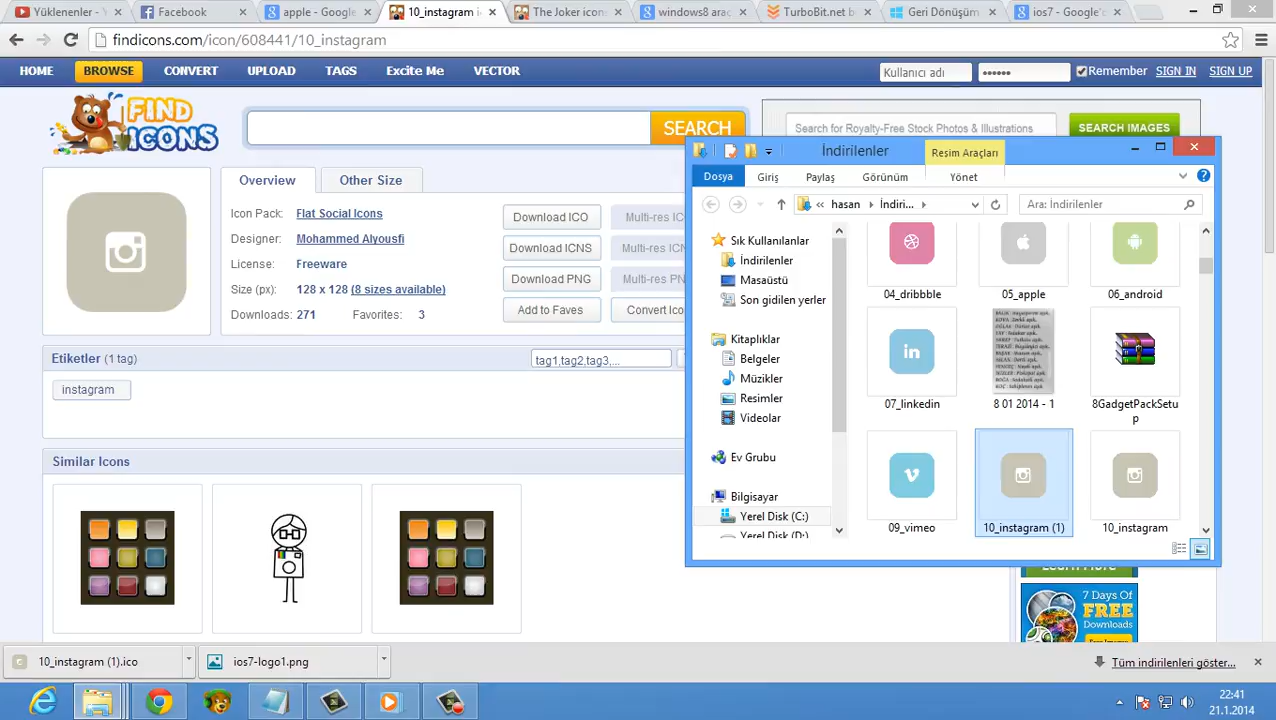 Yüklenenler - Y
Facebook
apple - Google
10_instagram i
The Joker icon
windows8 araç
TurboBit.net b
Geri Dönüşüm
ios7 - Google
findicons.com/icon/608441/10_instagram
HOME
BROWSE
CONVERT
UPLOAD
TAGS
Excite Me
VECTOR
Kullanıcı adı
Remember
SIGN IN
SIGN UP
FIND
ICONS
SEARCH
Search for Royalty-Free Stock Photos & Illustrations
SEARCH IMAGES
Overview
Other Size
Icon Pack: Flat Social Icons
Designer: Mohammed Alyousfi
License: Freeware
Size (px): 128 x 128 (8 sizes available)
Downloads: 271 Favorites: 3
Download ICO
Multi-res IC
Download ICNS
Multi-res ICN
Download PNG
Multi-res PN
Add to Faves
Convert Ico
Etiketler (1 tag)
tag1,tag2,tag3,...
instagram
Similar Icons
İndirilenler
Resim Araçları
Dosya
Giriş
Paylaş
Görünüm
Yönet
hasan
İndiri...
Ara: İndirilenler
Sık Kullanılanlar
İndirilenler
Masaüstü
Son gidilen yerler
Kitaplıklar
Belgeler
Müzikler
Resimler
Videolar
Ev Grubu
Bilgisayar
Yerel Disk (C:)
Yerel Disk (D:)
04_dribbble
05_apple
06_android
in
07_linkedin
8 01 2014 - 1
8GadgetPackSetu
p
09_vimeo
10_instagram (1)
10_instagram
Learn More
7 Days Of
FREE
Downloads
10_instagram (1).ico
ios7-logo1.png
Tüm indirilenleri göster...
22:41
21.1.2014